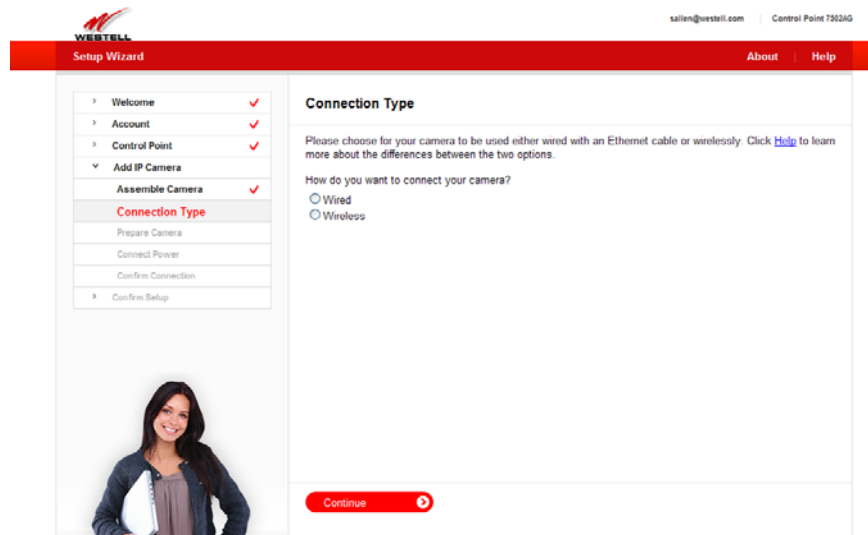 sallen@westell.com Control Point 7502AG
WESTELL
Setup Wizard About Help
Welcome
Account
Control Point
Add IP Camera
Assemble Camera
Connection Type
Prepare Camera
Connect Power
Confirm Connection
Confirm Setup
Connection Type
Please choose for your camera to be used either wired with an Ethernet cable or wirelessly. Click Help to learn
more about the differences between the two options.
How do you want to connect your camera?
Wired
Wireless
Continue